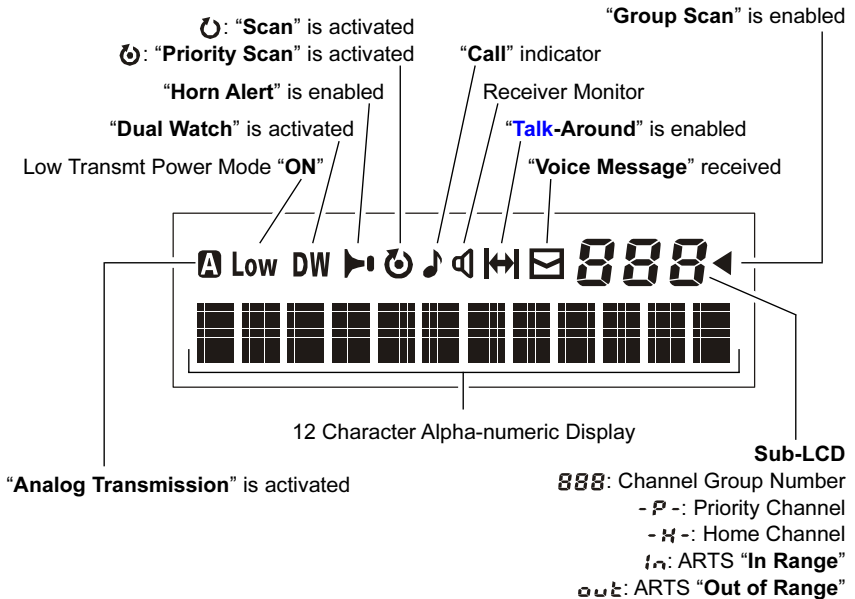 "Group Scan" is enabled
: "Scan" is activated
: "Priority Scan" is activated
"Call" indicator
"Horn Alert" is enabled
Receiver Monitor
"Dual Watch" is activated
"Talk-Around" is enabled
Low Transmt Power Mode "ON"
"Voice Message" received
A Low DW 888
12 Character Alpha-numeric Display
"Analog Transmission" is activated
Sub-LCD
888: Channel Group Number
- P -: Priority Channel
- H -: Home Channel
In: ARTS "In Range"
out: ARTS "Out of Range"